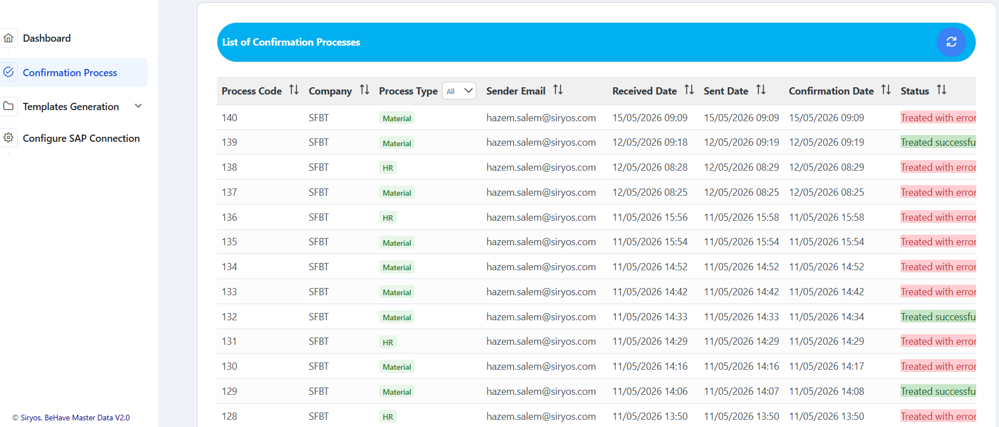 Dashboard
Confirmation Process
Templates Generation
Configure SAP Connection
© Siryos, BeHave Master Data V2.0
List of Confirmation Processes
Process Code Company Process Type All Sender Email Received Date Sent Date Confirmation Date Status
140 SFBT Material hazem.salem@siryos.com 15/05/2026 09:09 15/05/2026 09:09 15/05/2026 09:09 Treated with error
139 SFBT Material hazem.salem@siryos.com 12/05/2026 09:18 12/05/2026 09:19 12/05/2026 09:19 Treated successfu
138 SFBT HR hazem.salem@siryos.com 12/05/2026 08:28 12/05/2026 08:29 12/05/2026 08:29 Treated with error
137 SFBT Material hazem.salem@siryos.com 12/05/2026 08:25 12/05/2026 08:25 12/05/2026 08:25 Treated with error
136 SFBT HR hazem.salem@siryos.com 11/05/2026 15:56 11/05/2026 15:58 11/05/2026 15:58 Treated with error
135 SFBT Material hazem.salem@siryos.com 11/05/2026 15:54 11/05/2026 15:54 11/05/2026 15:54 Treated with error
134 SFBT Material hazem.salem@siryos.com 11/05/2026 14:52 11/05/2026 14:52 11/05/2026 14:52 Treated with error
133 SFBT Material hazem.salem@siryos.com 11/05/2026 14:42 11/05/2026 14:42 11/05/2026 14:42 Treated with error
132 SFBT Material hazem.salem@siryos.com 11/05/2026 14:33 11/05/2026 14:33 11/05/2026 14:34 Treated successfu
131 SFBT HR hazem.salem@siryos.com 11/05/2026 14:29 11/05/2026 14:29 11/05/2026 14:29 Treated with error
130 SFBT Material hazem.salem@siryos.com 11/05/2026 14:16 11/05/2026 14:16 11/05/2026 14:17 Treated with error
129 SFBT Material hazem.salem@siryos.com 11/05/2026 14:06 11/05/2026 14:07 11/05/2026 14:08 Treated successfu
128 SFBT HR hazem.salem@siryos.com 11/05/2026 13:50 11/05/2026 13:50 11/05/2026 13:50 Treated with error